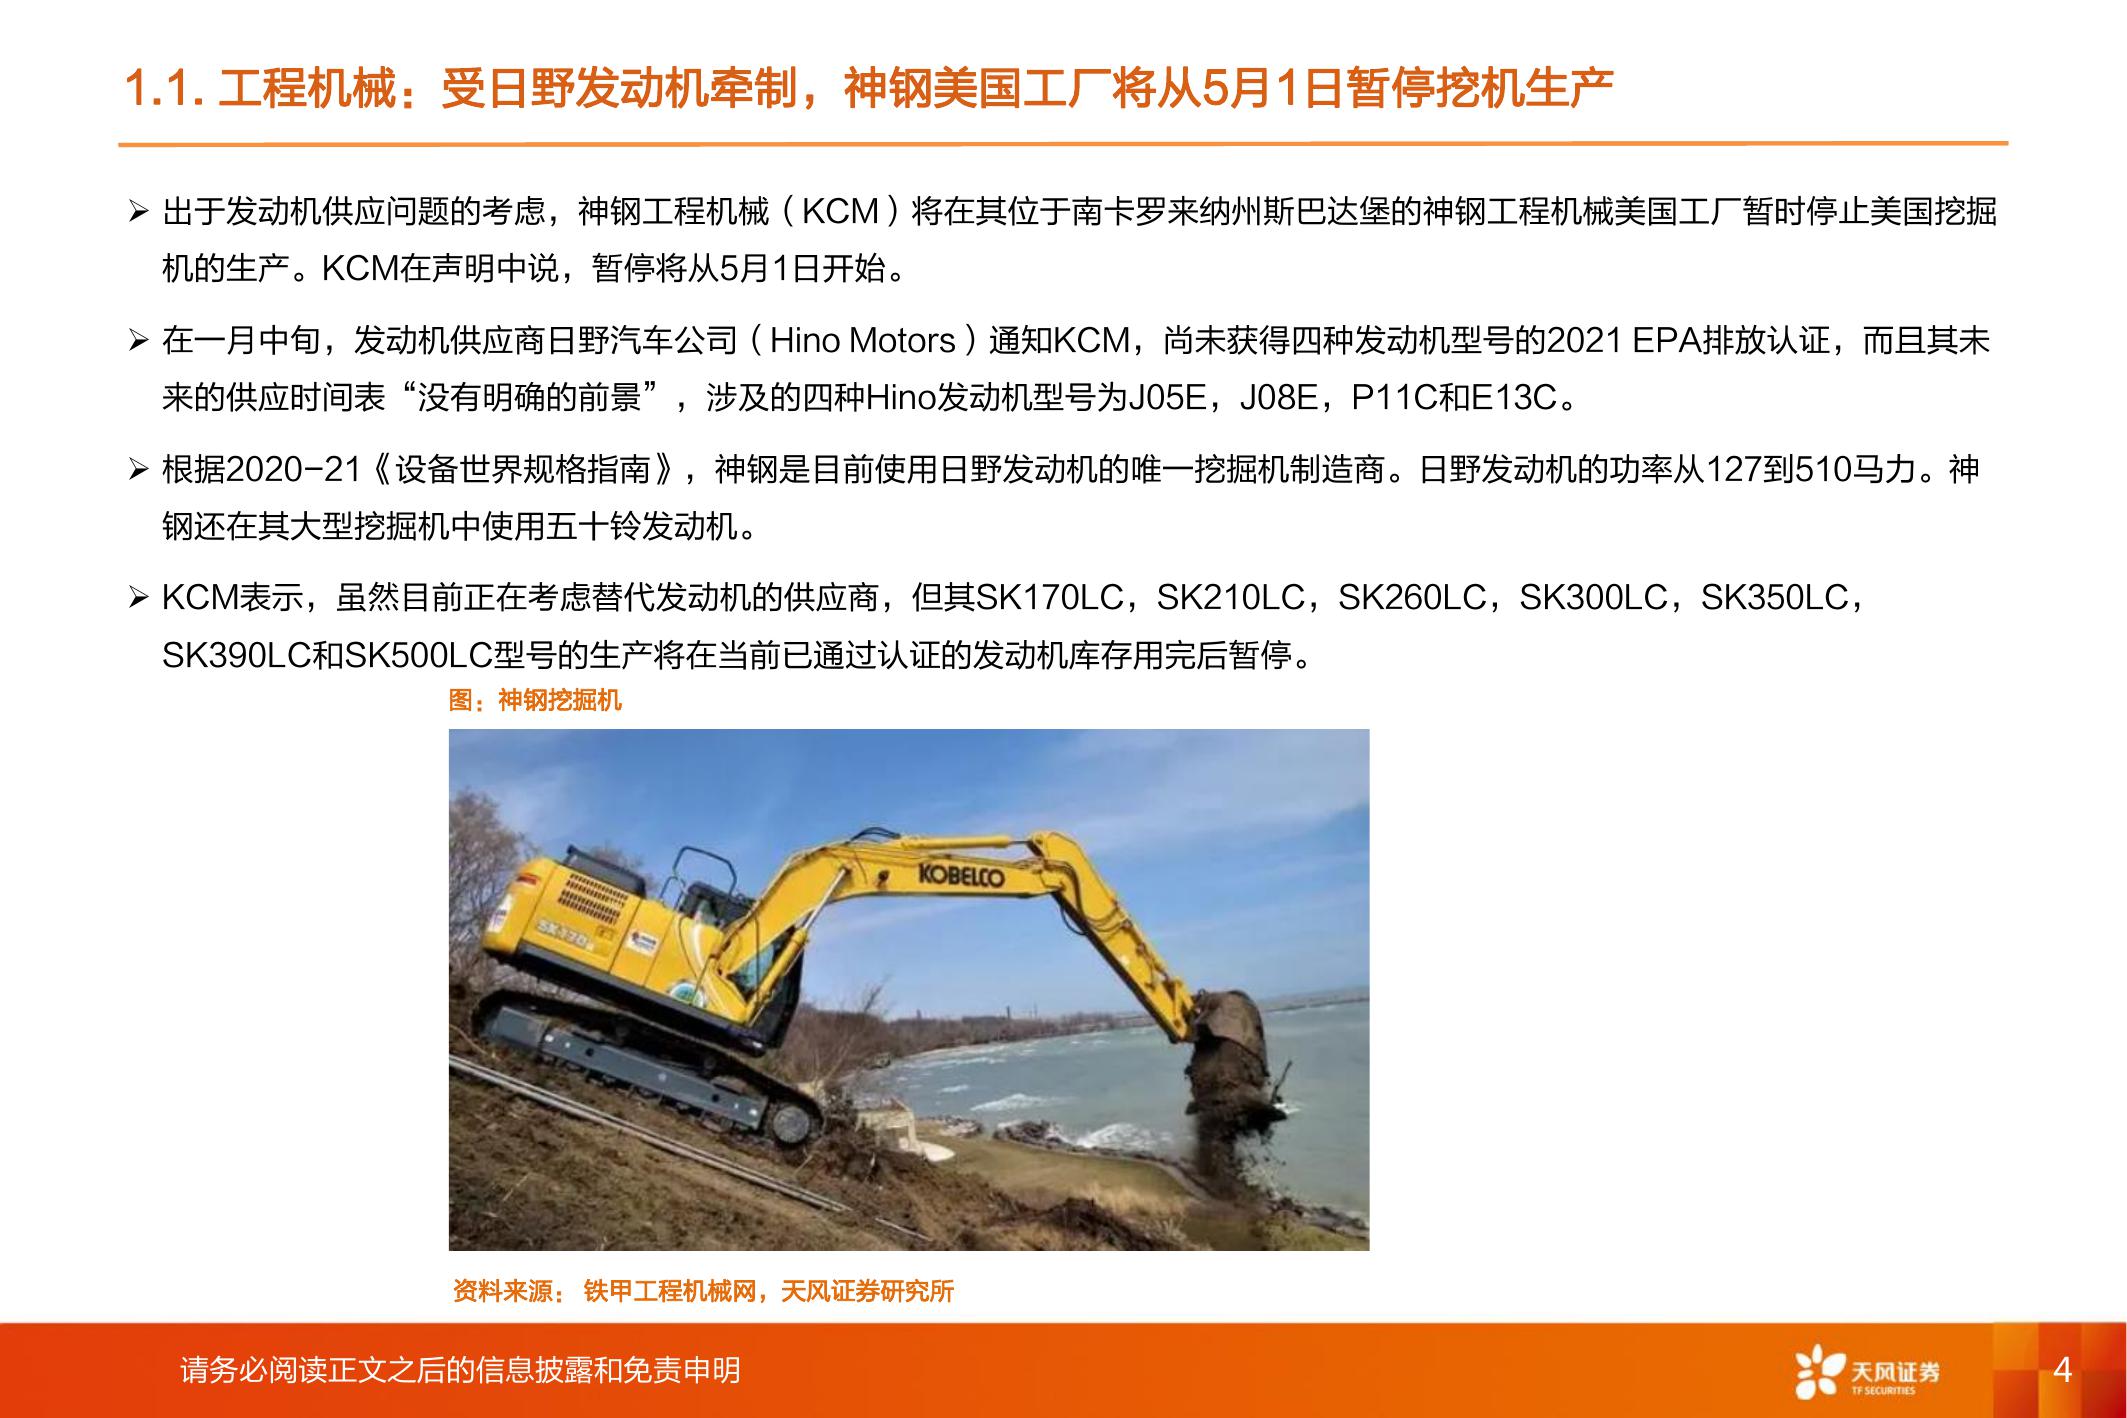 1.1. 工程机械：受日野发动机牵制，神钢美国工厂将从5月1日暂停挖机生产
➢ 出于发动机供应问题的考虑，神钢工程机械（KCM）将在其位于南卡罗来纳州斯巴达堡的神钢工程机械美国工厂暂时停止美国挖掘
机的生产。KCM在声明中说，暂停将从5月1日开始。
➢ 在一月中旬，发动机供应商日野汽车公司（Hino Motors）通知KCM，尚未获得四种发动机型号的2021 EPA排放认证，而且其未
来的供应时间表“没有明确的前景”，涉及的四种Hino发动机型号为J05E，J08E，P11C和E13C。
➢ 根据2020-21《设备世界规格指南》，神钢是目前使用日野发动机的唯一挖掘机制造商。日野发动机的功率从127到510马力。神
钢还在其大型挖掘机中使用五十铃发动机。
➢ KCM表示，虽然目前正在考虑替代发动机的供应商，但其SK170LC，SK210LC，SK260LC，SK300LC，SK350LC，
SK390LC和SK500LC型号的生产将在当前已通过认证的发动机库存用完后暂停。
图：神钢挖掘机
KOBELCO
SK170
资料来源： 铁甲工程机械网，天风证券研究所
请务必阅读正文之后的信息披露和免责申明
天风证券
TF SECURITIES
4